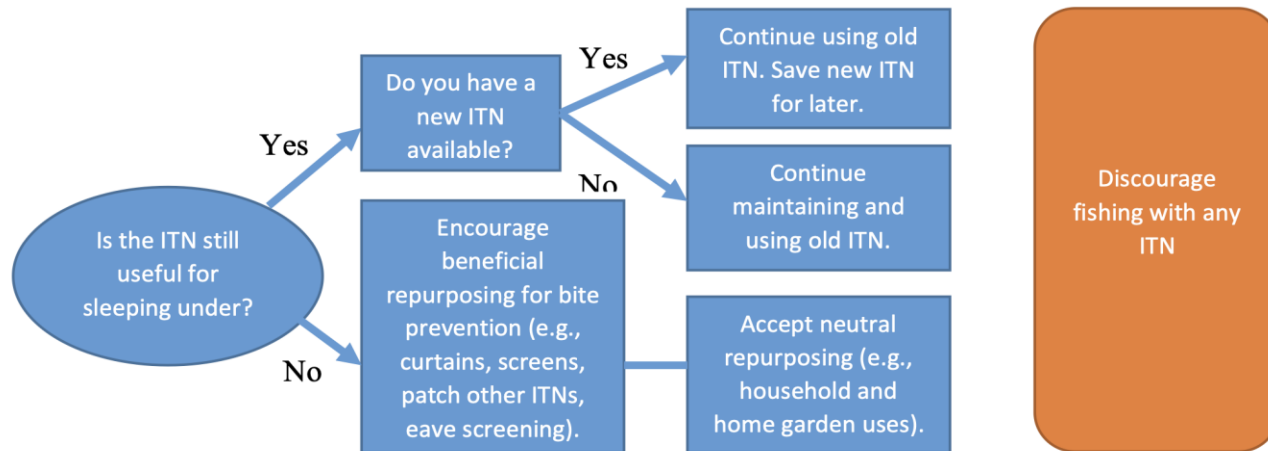 Is the ITN still
useful for
sleeping under?
Yes
Do you have a
new ITN
available?
Yes
Continue using old
ITN. Save new ITN
for later.
No
Continue
maintaining and
using old ITN.
No
Encourage
beneficial
repurposing for bite
prevention (e.g.,
curtains, screens,
patch other ITNs,
eave screening).
Accept neutral
repurposing (e.g.,
household and
home garden uses).
Discourage
fishing with any
ITN